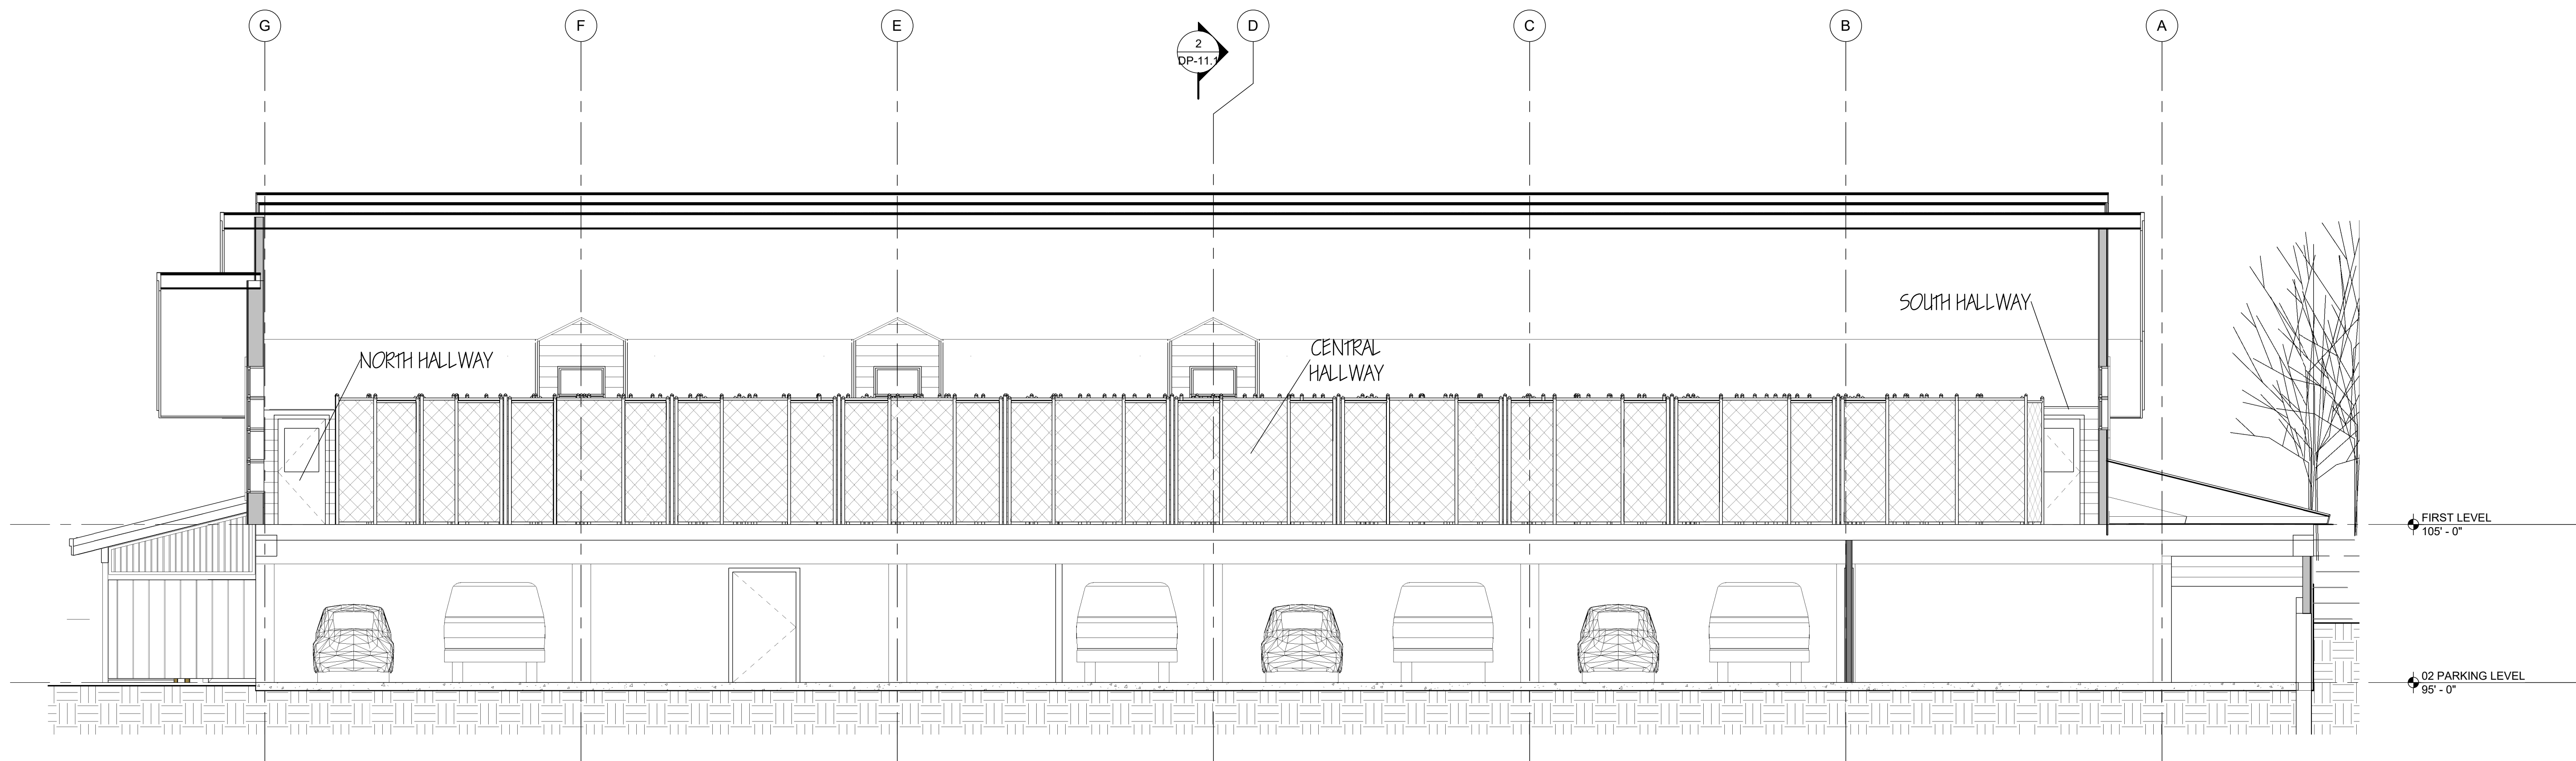 G
F
E
2
DP-11.1
D
C
B
A
SOUTH HALLWAY
NORTH HALLWAY
CENTRAL
HALLWAY
FIRST LEVEL
105' - 0"
02 PARKING LEVEL
95' - 0"